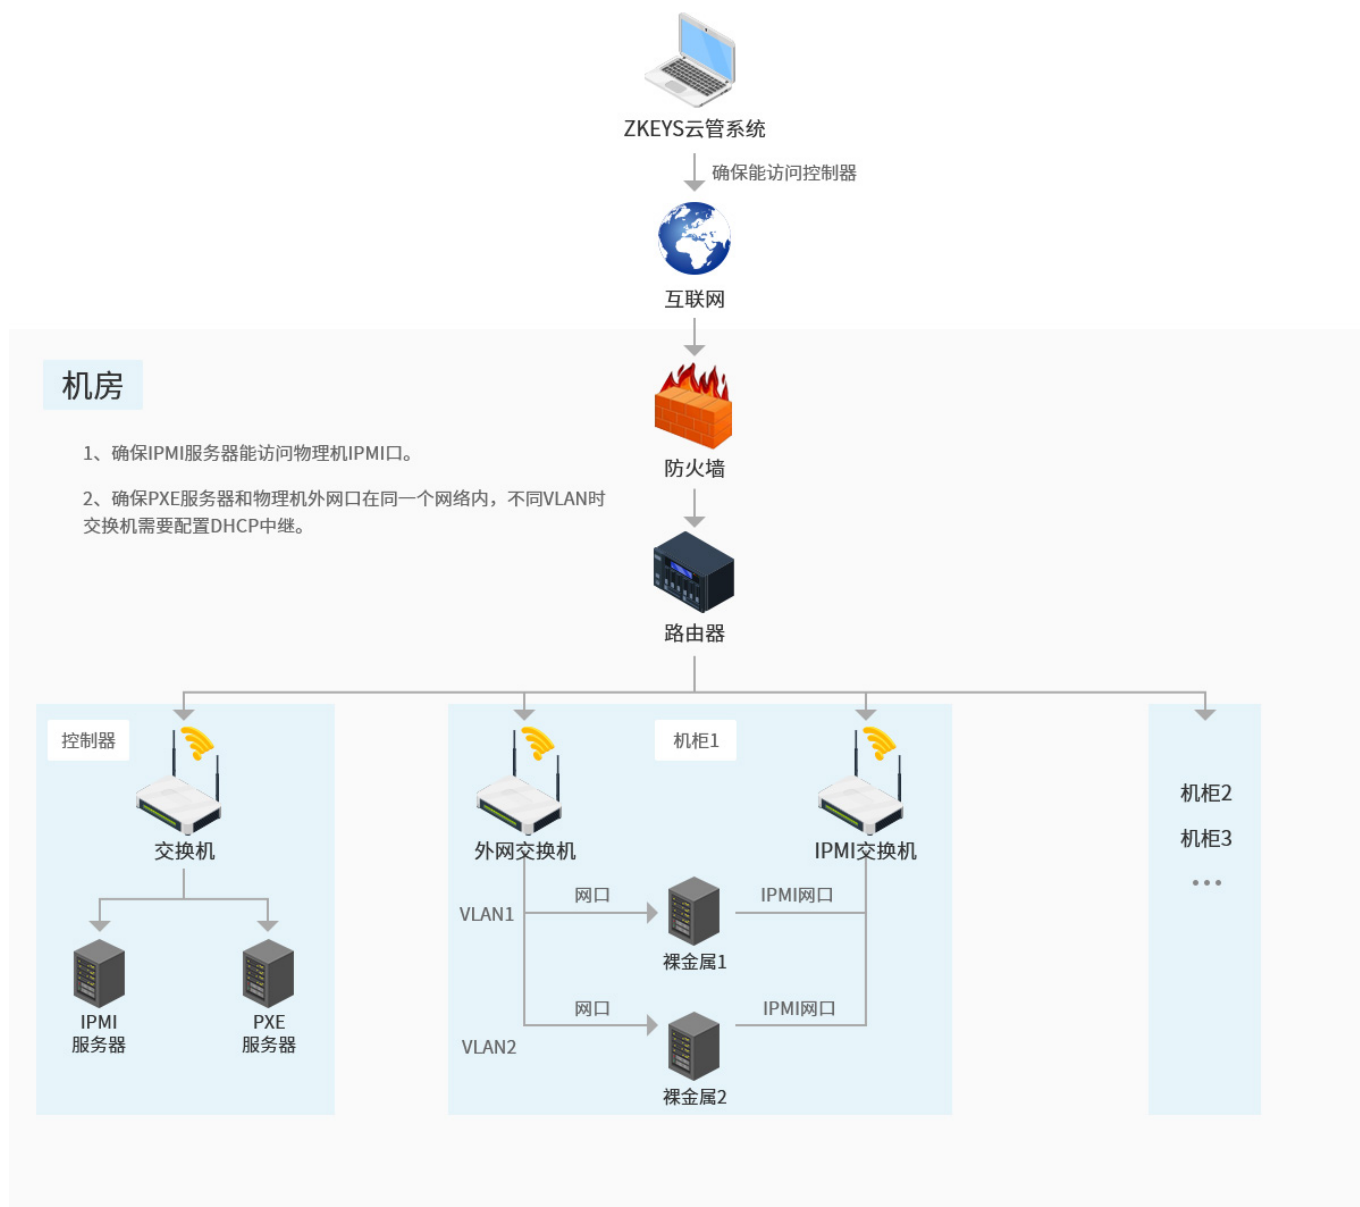 ZKEYS云管系统
确保能访问控制器
互联网
机房
1、确保IPMI服务器能访问物理机IPMI口。
2、确保PXE服务器和物理机外网口在同一个网络内，不同VLAN时
交换机需要配置DHCP中继。
防火墙
路由器
控制器
交换机
IPMI
服务器
PXE
服务器
机柜1
外网交换机
IPMI交换机
VLAN1
网口
IPMI网口
裸金属1
VLAN2
网口
IPMI网口
裸金属2
机柜2
机柜3
•••